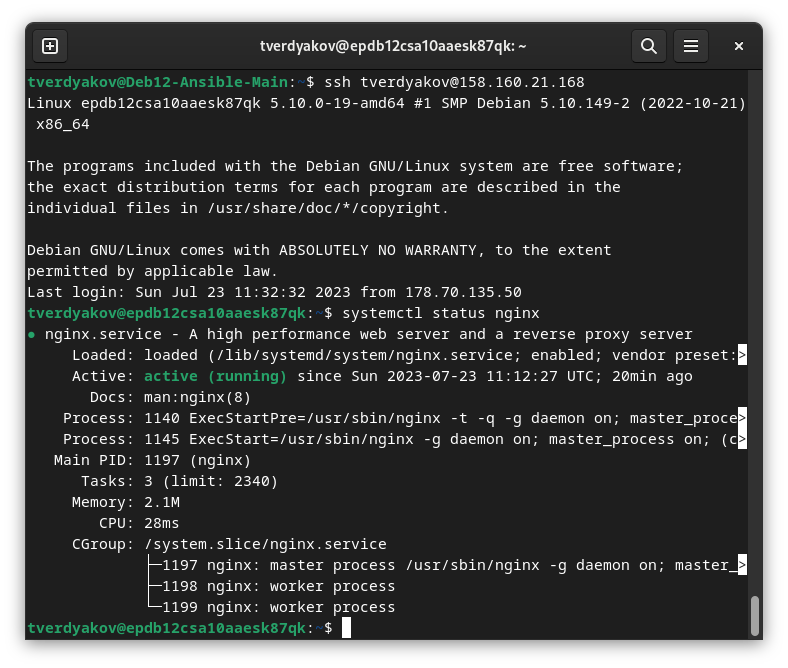 tverdyakov@epdb12csa10aaesk87qk: ~
tverdyakov@Deb12-Ansible-Main:~$ ssh tverdyakov@158.160.21.168
Linux epdb12csa10aaesk87qk 5.10.0-19-amd64 #1 SMP Debian 5.10.149-2 (2022-10-21)
 x86_64
The programs included with the Debian GNU/Linux system are free software;
the exact distribution terms for each program are described in the
individual files in /usr/share/doc/*/copyright.
Debian GNU/Linux comes with ABSOLUTELY NO WARRANTY, to the extent
permitted by applicable law.
Last login: Sun Jul 23 11:32:32 2023 from 178.70.135.50
tverdyakov@epdb12csa10aaesk87qk:~$ systemctl status nginx
● nginx.service - A high performance web server and a reverse proxy server
     Loaded: loaded (/lib/systemd/system/nginx.service; enabled; vendor preset:>
     Active: active (running) since Sun 2023-07-23 11:12:27 UTC; 20min ago
       Docs: man:nginx(8)
    Process: 1140 ExecStartPre=/usr/sbin/nginx -t -q -g daemon on; master_proce>
    Process: 1145 ExecStart=/usr/sbin/nginx -g daemon on; master_process on; (c>
   Main PID: 1197 (nginx)
      Tasks: 3 (limit: 2340)
     Memory: 2.1M
        CPU: 28ms
     CGroup: /system.slice/nginx.service
             ├─1197 nginx: master process /usr/sbin/nginx -g daemon on; master_>
             ├─1198 nginx: worker process
             └─1199 nginx: worker process
tverdyakov@epdb12csa10aaesk87qk:~$